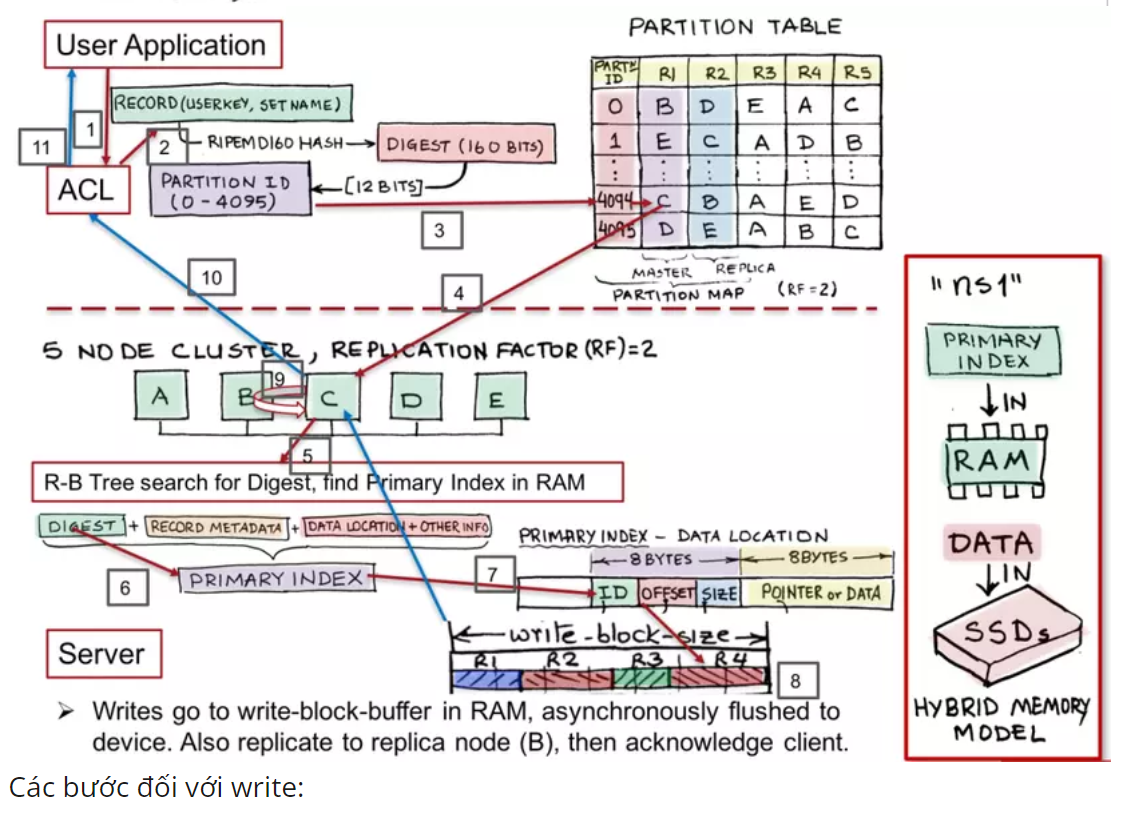 PARTITION TABLE
User Application
PARTN ID R1 R2 R3 R4 R5
0 B D E A C
1 E C A D B
⋮ ⋮ ⋮ ⋮ ⋮ ⋮
4094 C B A E D
4095 D E A B C
MASTER REPLICA
PARTITION MAP (RF=2)
RECORD (USERKEY, SETNAME)
11 1 2
RIPEMD160 HASH
DIGEST (160 BITS)
ACL
[12 BITS]
PARTITION ID
(0 - 4095)
3
10
4
5 NODE CLUSTER, REPLICATION FACTOR (RF)=2
9
A B C D E
5
R-B Tree search for Digest, find Primary Index in RAM
DIGEST + RECORD METADATA + DATA LOCATION + OTHER INFO
6
PRIMARY INDEX
7
PRIMARY INDEX - DATA LOCATION
8 BYTES 8 BYTES
ID OFFSET SIZE POINTER or DATA
Server
write-block-size
R1 R2 R3 R4
8
➢ Writes go to write-block-buffer in RAM, asynchronously flushed to
device. Also replicate to replica node (B), then acknowledge client.
"ns1"
PRIMARY
INDEX
IN
RAM
DATA
IN
SSDs
HYBRID MEMORY
MODEL
Các bước đối với write: